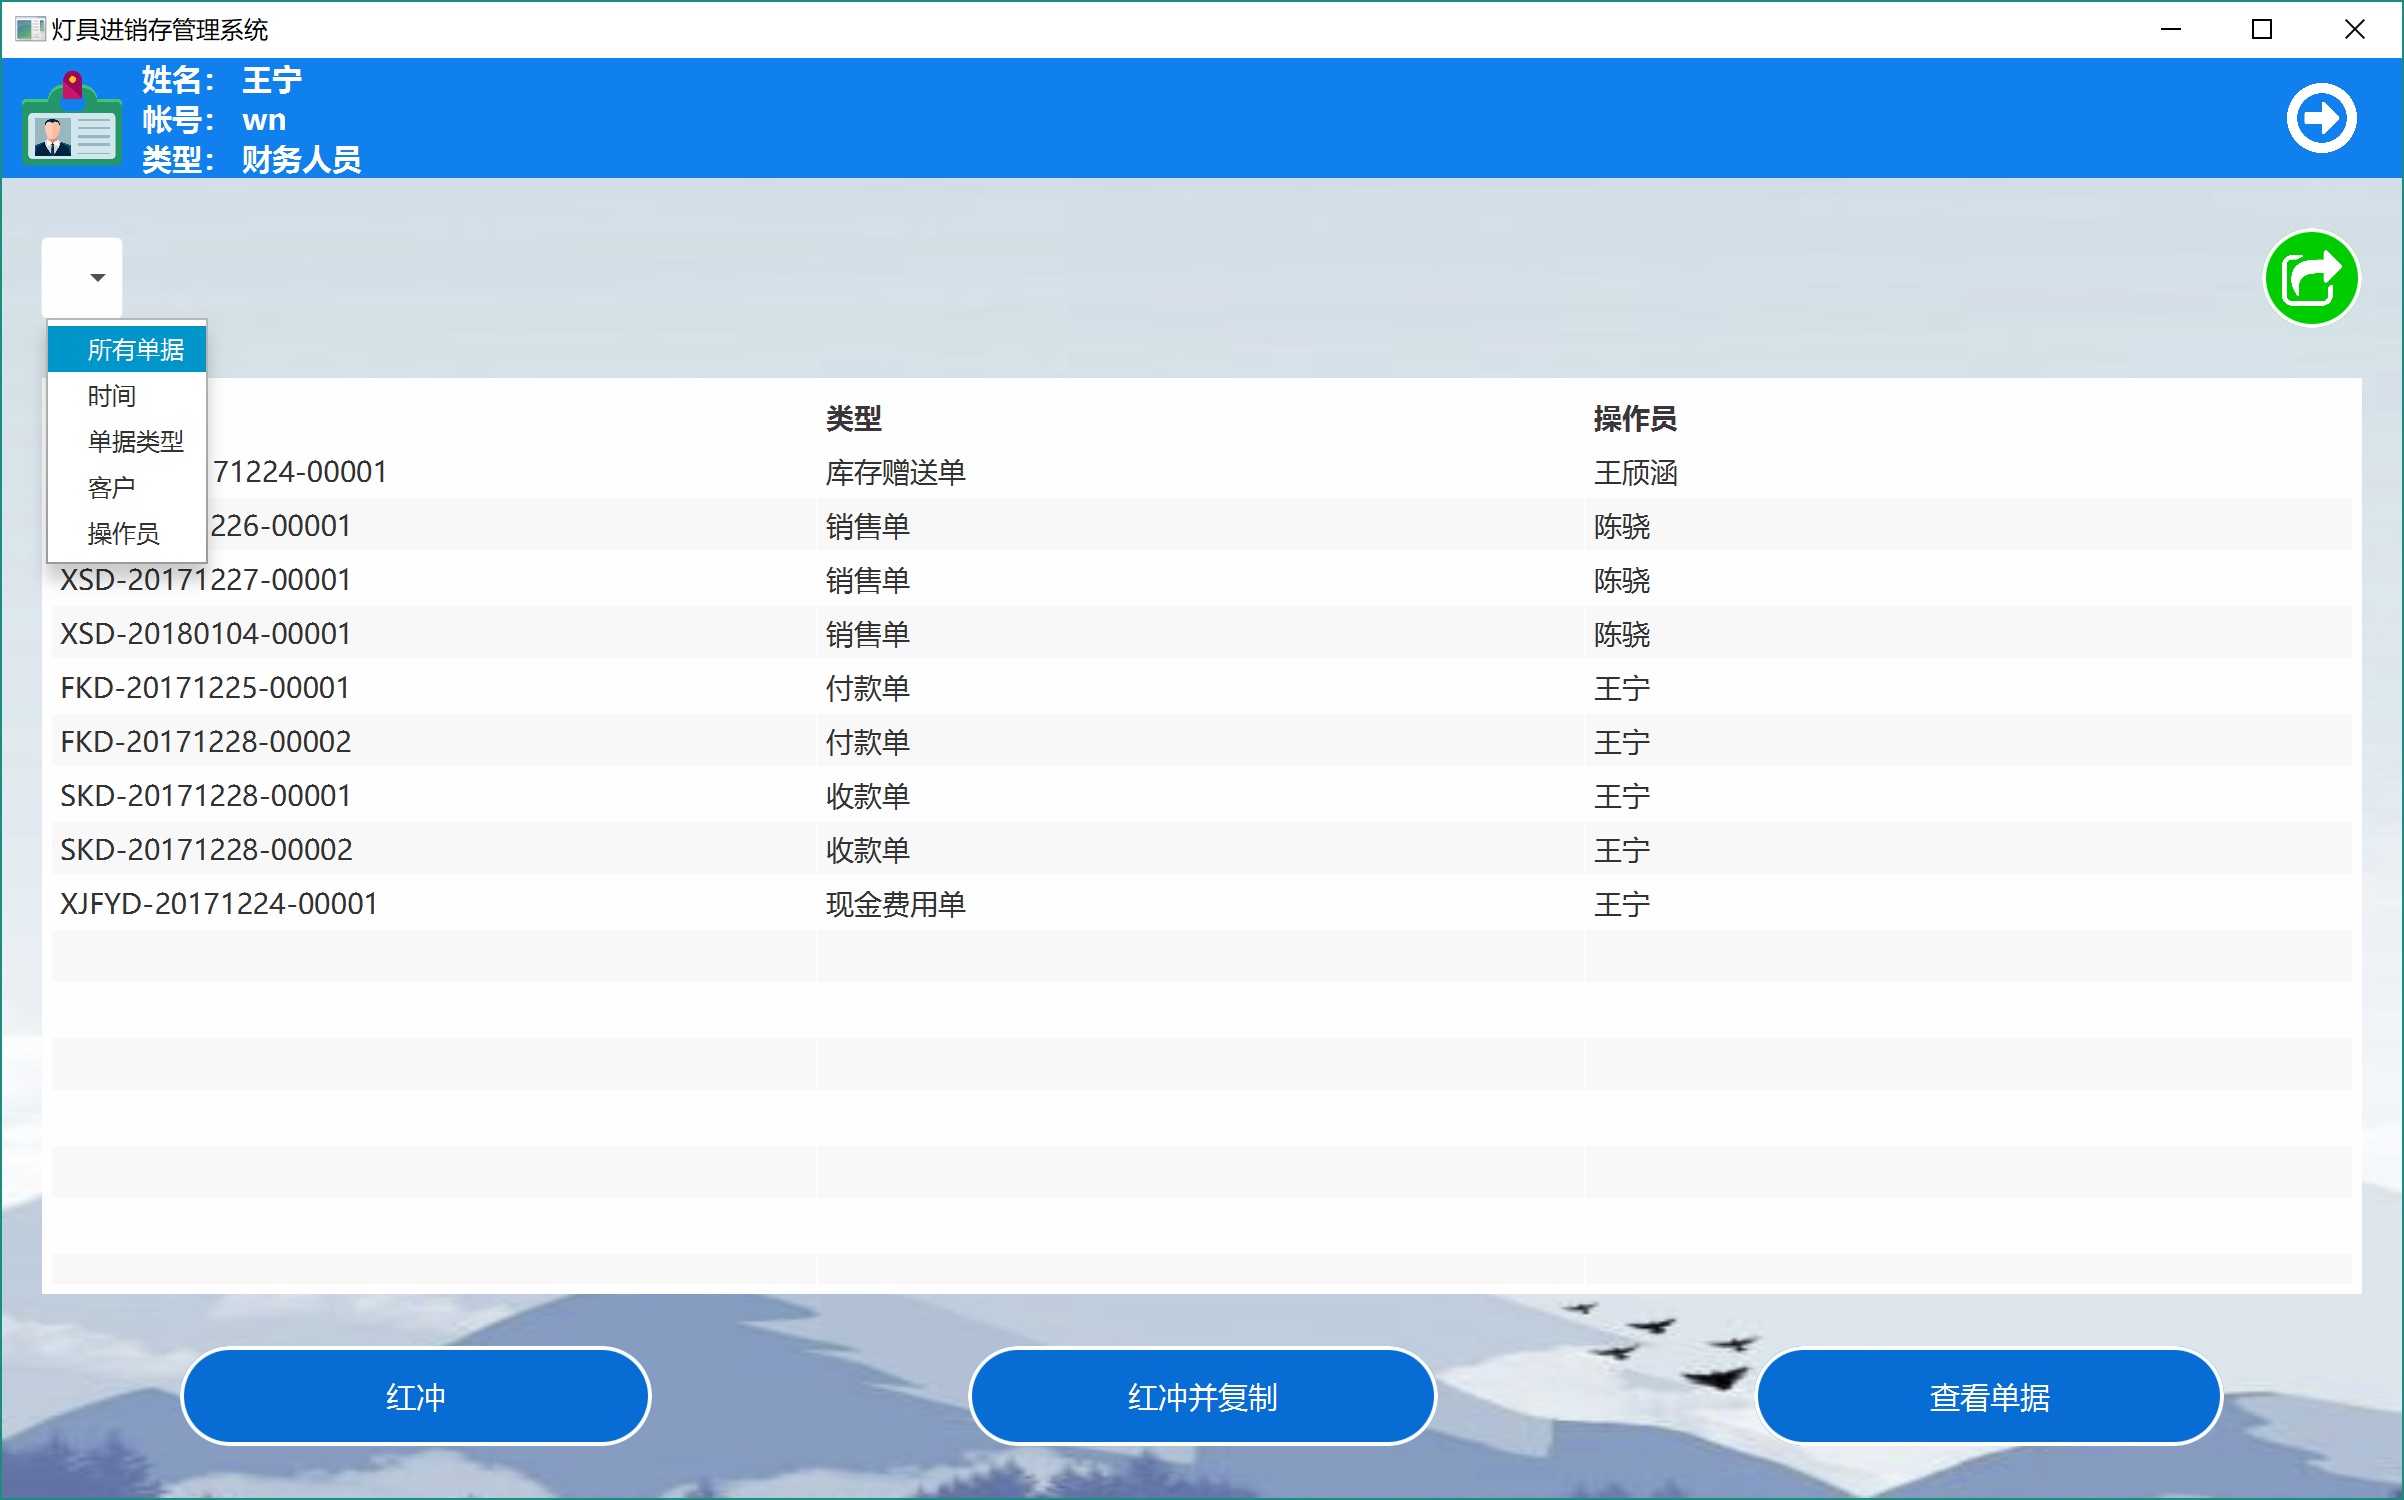 灯具进销存管理系统
姓名： 王宁
帐号： wn
类型： 财务人员
所有单据
时间
单据类型
客户
操作员
类型 操作员
71224-00001 库存赠送单 王颀涵
226-00001 销售单 陈骁
XSD-20171227-00001 销售单 陈骁
XSD-20180104-00001 销售单 陈骁
FKD-20171225-00001 付款单 王宁
FKD-20171228-00002 付款单 王宁
SKD-20171228-00001 收款单 王宁
SKD-20171228-00002 收款单 王宁
XJFYD-20171224-00001 现金费用单 王宁
红冲 红冲并复制 查看单据